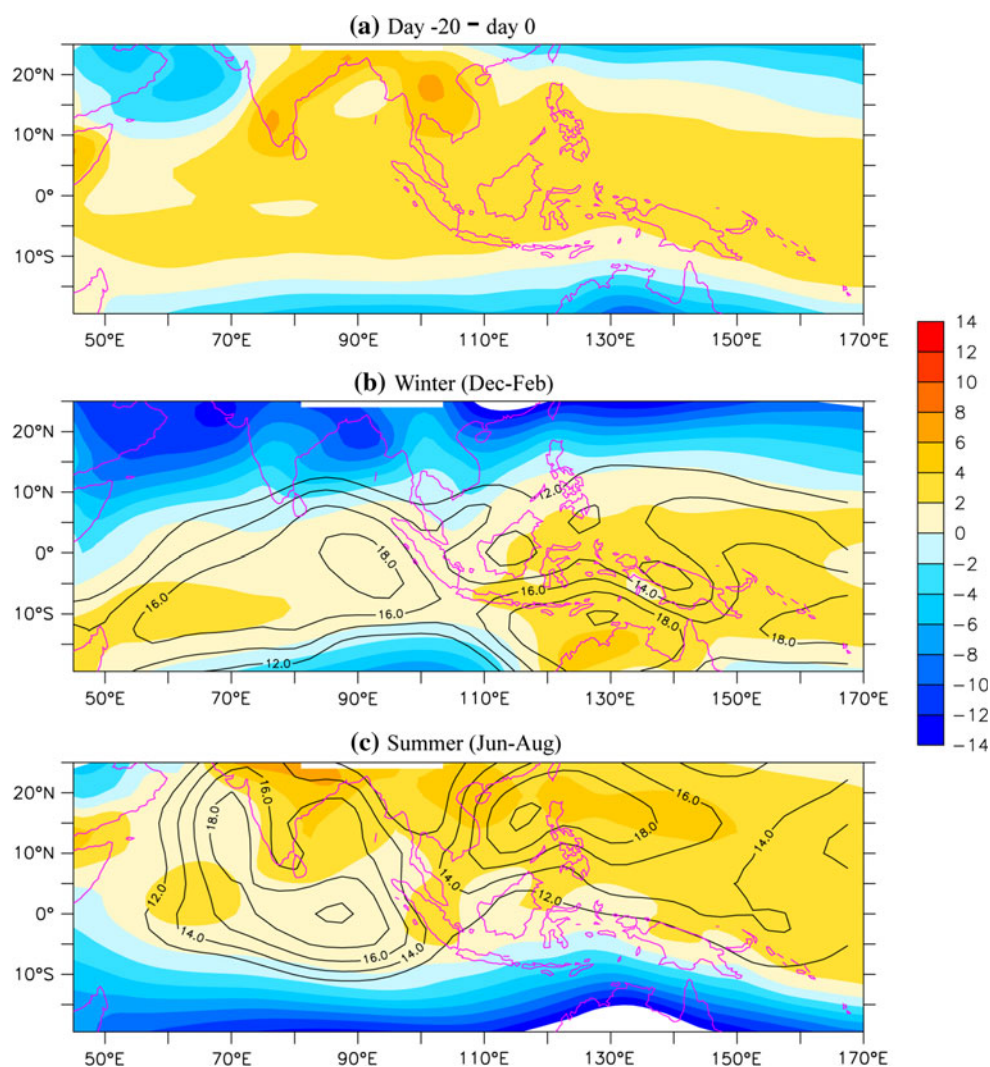 (a) Day -20 – day 0
20°N
10°N
0°
10°S
50°E 70°E 90°E 110°E 130°E 150°E 170°E
(b) Winter (Dec-Feb)
20°N
10°N
0°
10°S
12.0
18.0
16.0
14.0
16.0
16.0
18.0
18.0
12.0
50°E 70°E 90°E 110°E 130°E 150°E 170°E
(c) Summer (Jun-Aug)
20°N
10°N
0°
10°S
16.0
16.0
18.0
18.0
14.0
14.0
12.0
12.0
14.0
16.0
14.0
50°E 70°E 90°E 110°E 130°E 150°E 170°E
14
12
10
8
6
4
2
0
−2
−4
−6
−8
−10
−12
−14